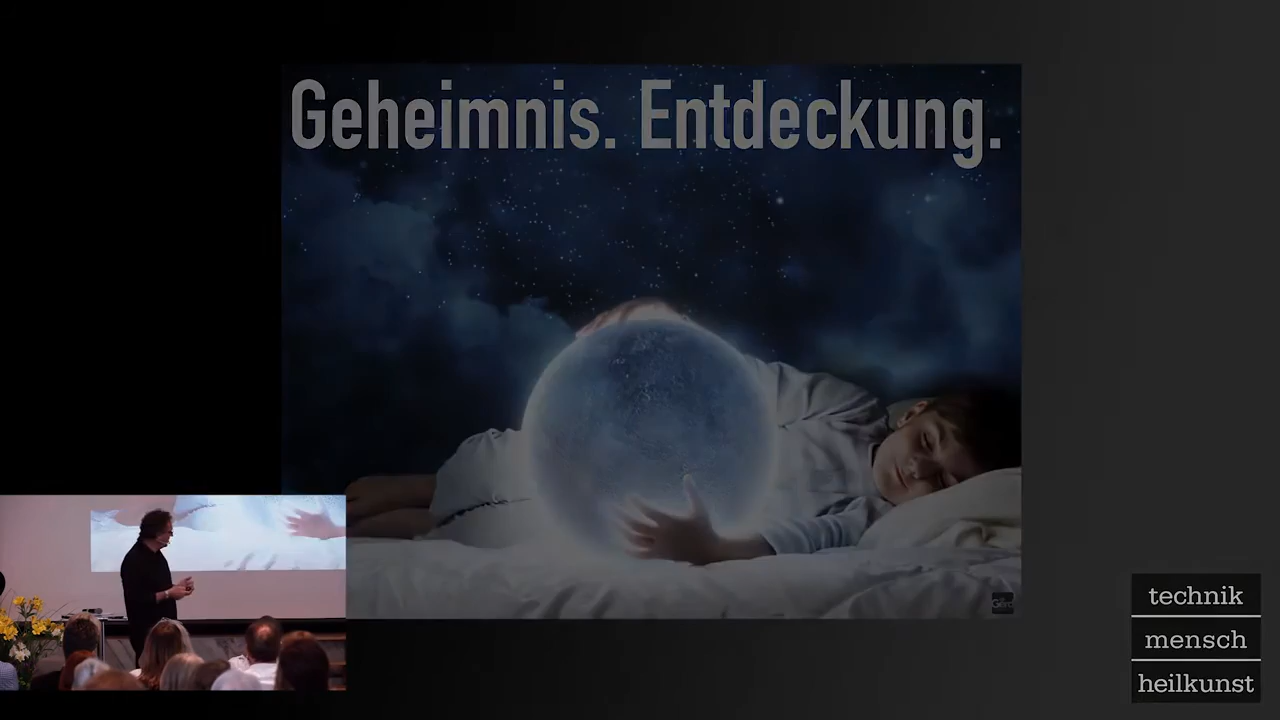 Geheimnis. Entdeckung.
technik
mensch
heilkunst